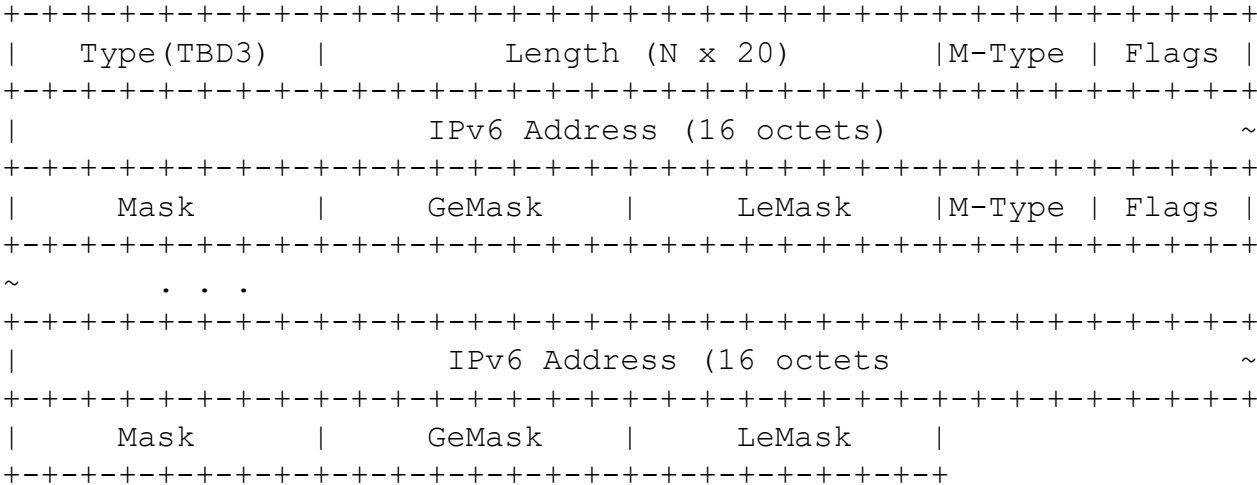 +-+-+-+-+-+-+-+-+-+-+-+-+-+-+-+-+-+-+-+-+-+-+-+-+-+-+-+-+-+-+-+-+
|   Type(TBD3)  |         Length (N x 20)       |M-Type | Flags |
+-+-+-+-+-+-+-+-+-+-+-+-+-+-+-+-+-+-+-+-+-+-+-+-+-+-+-+-+-+-+-+-+
|                     IPv6 Address (16 octets)                  ~
+-+-+-+-+-+-+-+-+-+-+-+-+-+-+-+-+-+-+-+-+-+-+-+-+-+-+-+-+-+-+-+-+
|     Mask      |     GeMask    |     LeMask    |M-Type | Flags |
+-+-+-+-+-+-+-+-+-+-+-+-+-+-+-+-+-+-+-+-+-+-+-+-+-+-+-+-+-+-+-+-+
~       . . .
+-+-+-+-+-+-+-+-+-+-+-+-+-+-+-+-+-+-+-+-+-+-+-+-+-+-+-+-+-+-+-+-+
|                      IPv6 Address (16 octets                  ~
+-+-+-+-+-+-+-+-+-+-+-+-+-+-+-+-+-+-+-+-+-+-+-+-+-+-+-+-+-+-+-+-+
|     Mask      |     GeMask    |     LeMask    |
+-+-+-+-+-+-+-+-+-+-+-+-+-+-+-+-+-+-+-+-+-+-+-+-+